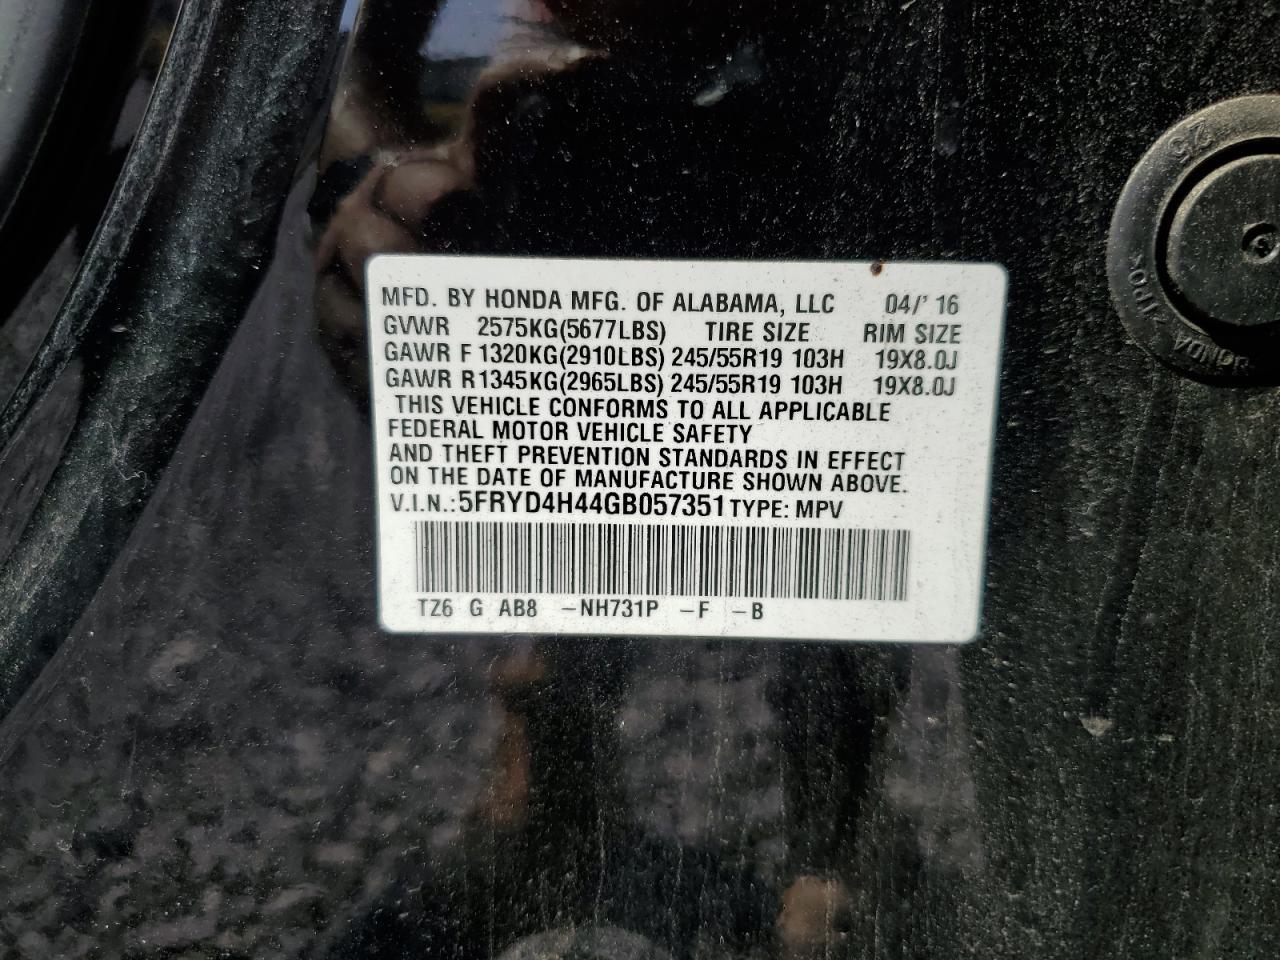 MFD. BY HONDA MFG. OF ALABAMA, LLC 04/' 16
GVWR 2575KG(5677LBS) TIRE SIZE RIM SIZE
GAWR F 1320KG(2910LBS) 245/55R19 103H 19X8.0J
GAWR R1345KG(2965LBS) 245/55R19 103H 19X8.0J
THIS VEHICLE CONFORMS TO ALL APPLICABLE
FEDERAL MOTOR VEHICLE SAFETY
AND THEFT PREVENTION STANDARDS IN EFFECT
ON THE DATE OF MANUFACTURE SHOWN ABOVE.
V.I.N.: 5FRYD4H44GB057351 TYPE: MPV
TZ6 G AB8 -NH731P -F -B
25
HONDA